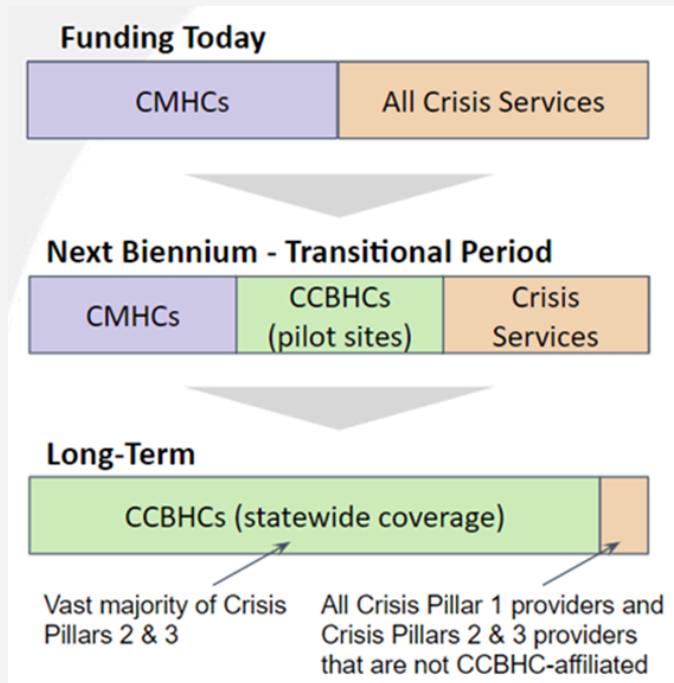 Funding Today
CMHCs
All Crisis Services
Next Biennium - Transitional Period
CMHCs
CCBHCs
(pilot sites)
Crisis
Services
Long-Term
CCBHCs (statewide coverage)
Vast majority of Crisis
Pillars 2 & 3
All Crisis Pillar 1 providers and
Crisis Pillars 2 & 3 providers
that are not CCBHC-affiliated